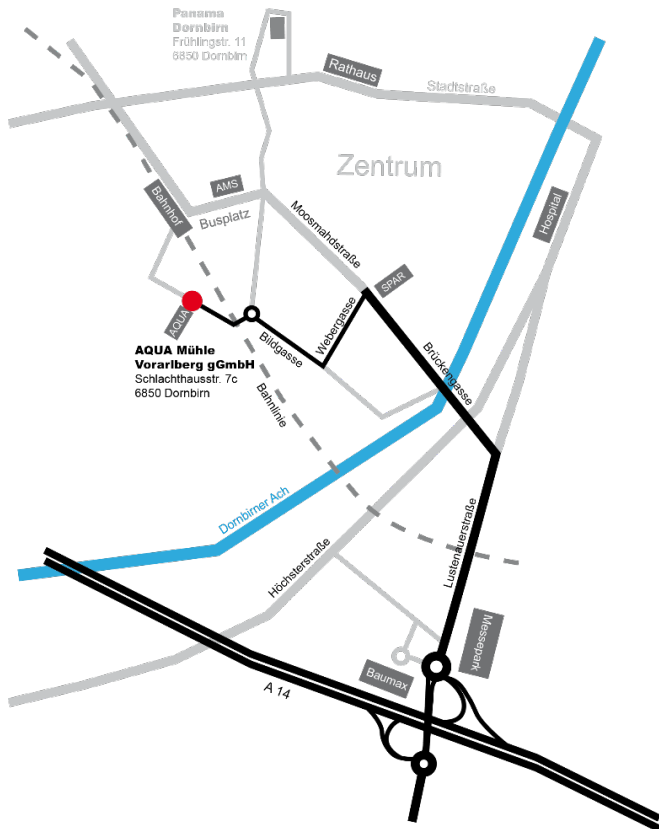 Panama
Dornbirn
Frühlingstr. 11
6850 Dornbirn
Rathaus
Stadtstraße
Zentrum
AMS
Bahnhof
Busplatz
Hospital
Moosmahdstraße
SPAR
AQUA
Webergasse
Bildgasse
Brückengasse
AQUA Mühle
Vorarlberg gGmbH
Schlachthausstr. 7c
6850 Dornbirn
Bahnlinie
Dornbirner Ach
Höchsterstraße
Lustenauerstraße
Messepark
Baumax
A 14